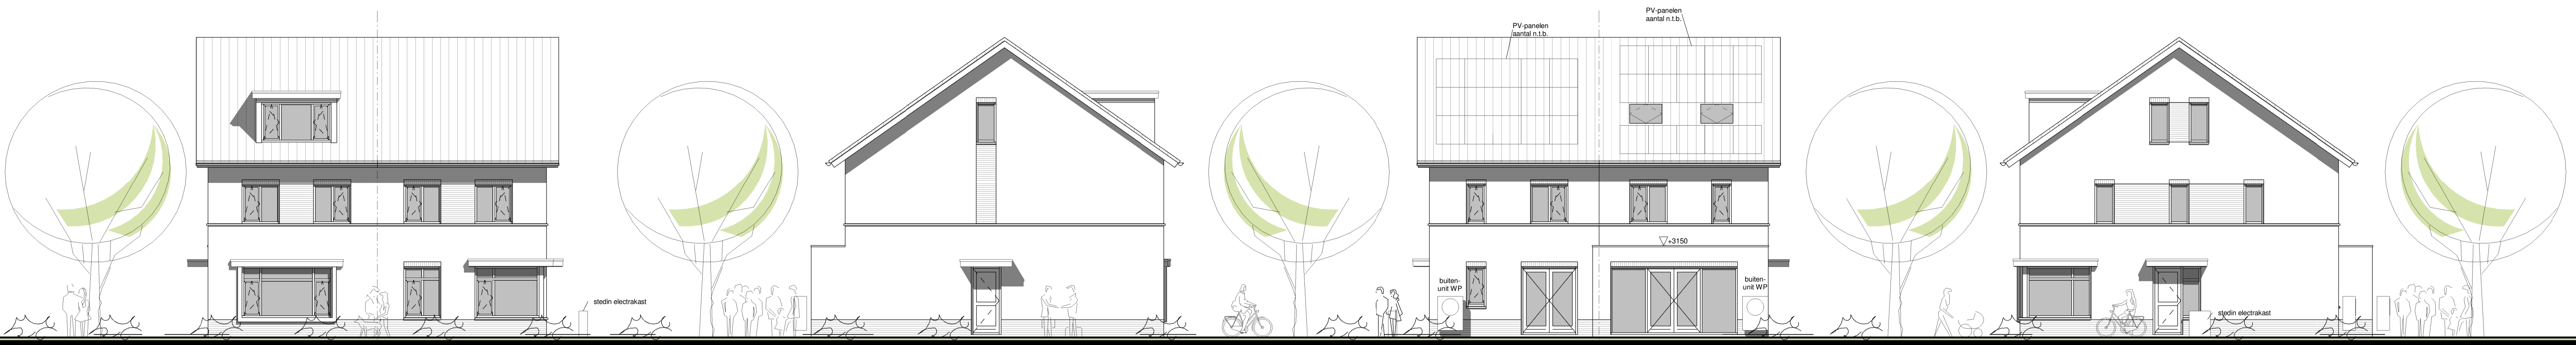 PV-panelen
aantal n.t.b.
PV-panelen
aantal n.t.b.
+3150
buiten-
unit WP
buiten-
unit WP
stedin electrakast
stedin electrakast